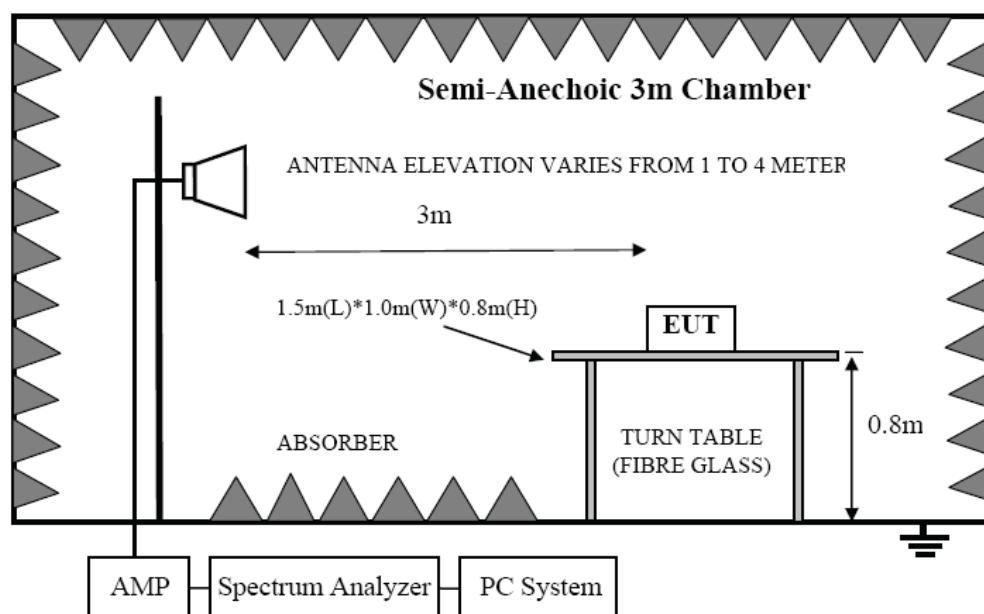 Semi-Anechoic 3m Chamber
ANTENNA ELEVATION VARIES FROM 1 TO 4 METER
3m
1.5m(L)*1.0m(W)*0.8m(H)
EUT
0.8m
ABSORBER
TURN TABLE
(FIBRE GLASS)
AMP
Spectrum Analyzer
PC System